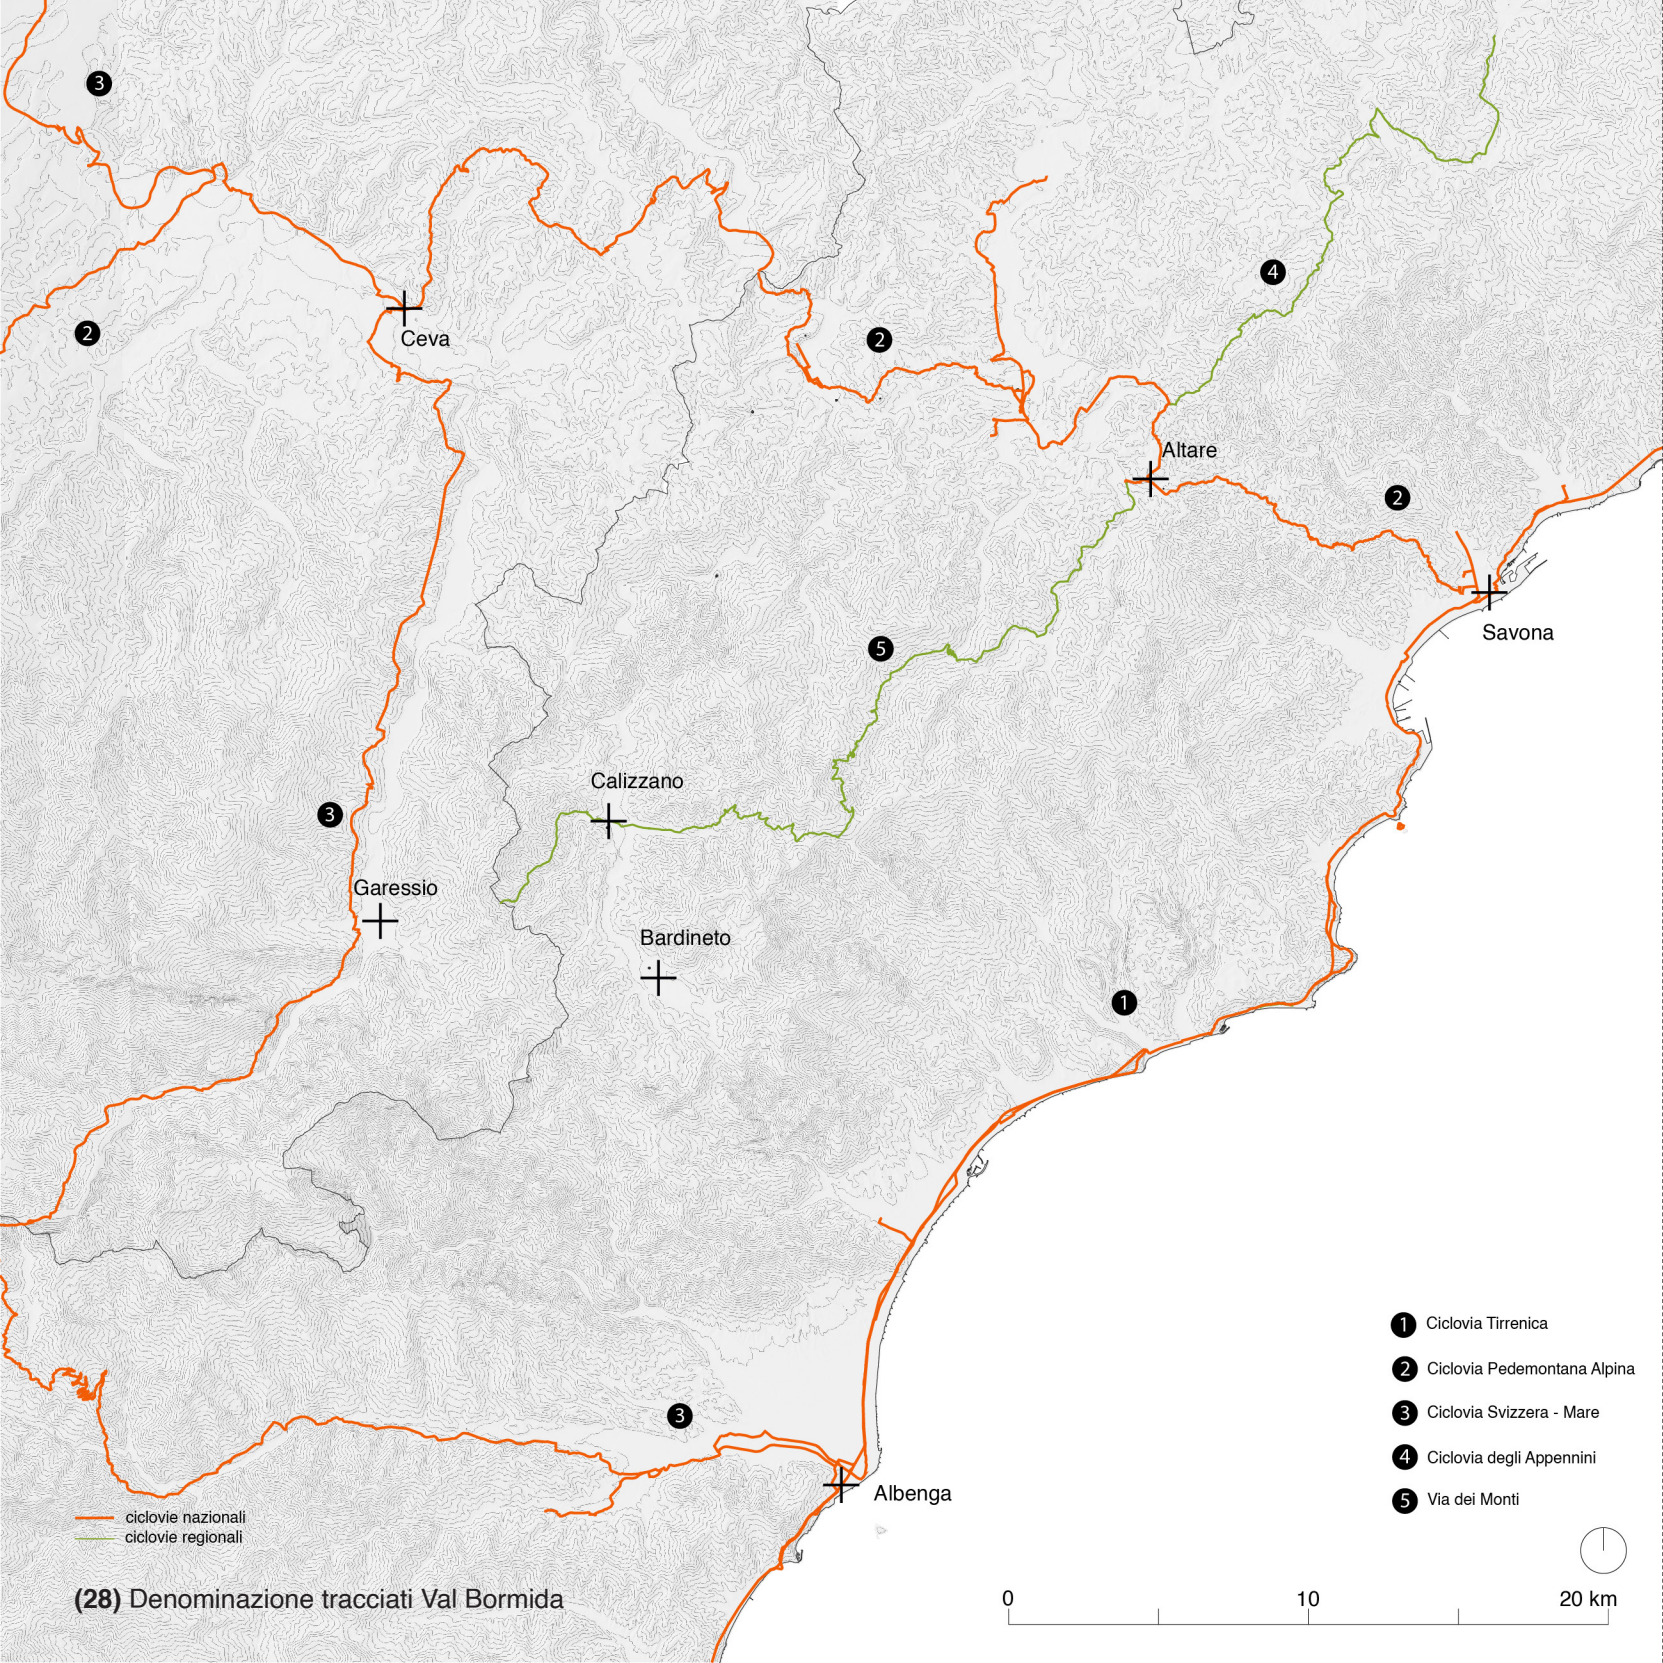 3
4
2
2
Ceva
Altare
2
5
Savona
Calizzano
3
Garessio
Bardineto
1
1 Ciclovia Tirrenica
2 Ciclovia Pedemontana Alpina
3 Ciclovia Svizzera - Mare
4 Ciclovia degli Appennini
5 Via dei Monti
3
Albenga
ciclovie nazionali
ciclovie regionali
(28) Denominazione tracciati Val Bormida
0 10 20 km